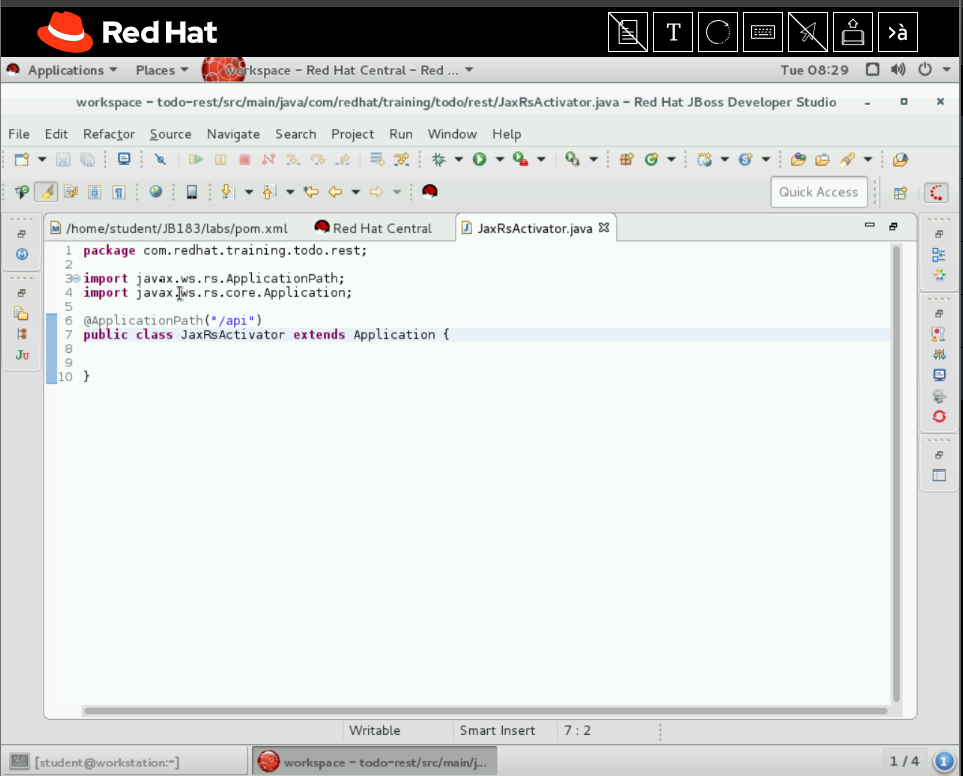 Red Hat
T
>à
Applications Places workspace – Red Hat Central – Red ... Tue 08:29
workspace – todo-rest/src/main/java/com/redhat/training/todo/rest/JaxRsActivator.java – Red Hat JBoss Developer Studio
File Edit Refactor Source Navigate Search Project Run Window Help
Quick Access
/home/student/JB183/labs/pom.xml Red Hat Central JaxRsActivator.java
1 package com.redhat.training.todo.rest;
2
3 import javax.ws.rs.ApplicationPath;
4 import javax.ws.rs.core.Application;
5
6 @ApplicationPath("/api")
7 public class JaxRsActivator extends Application {
8
9
10 }
Writable Smart Insert 7 : 2
[student@workstation:~] workspace – todo-rest/src/main/j... 1 / 4 1